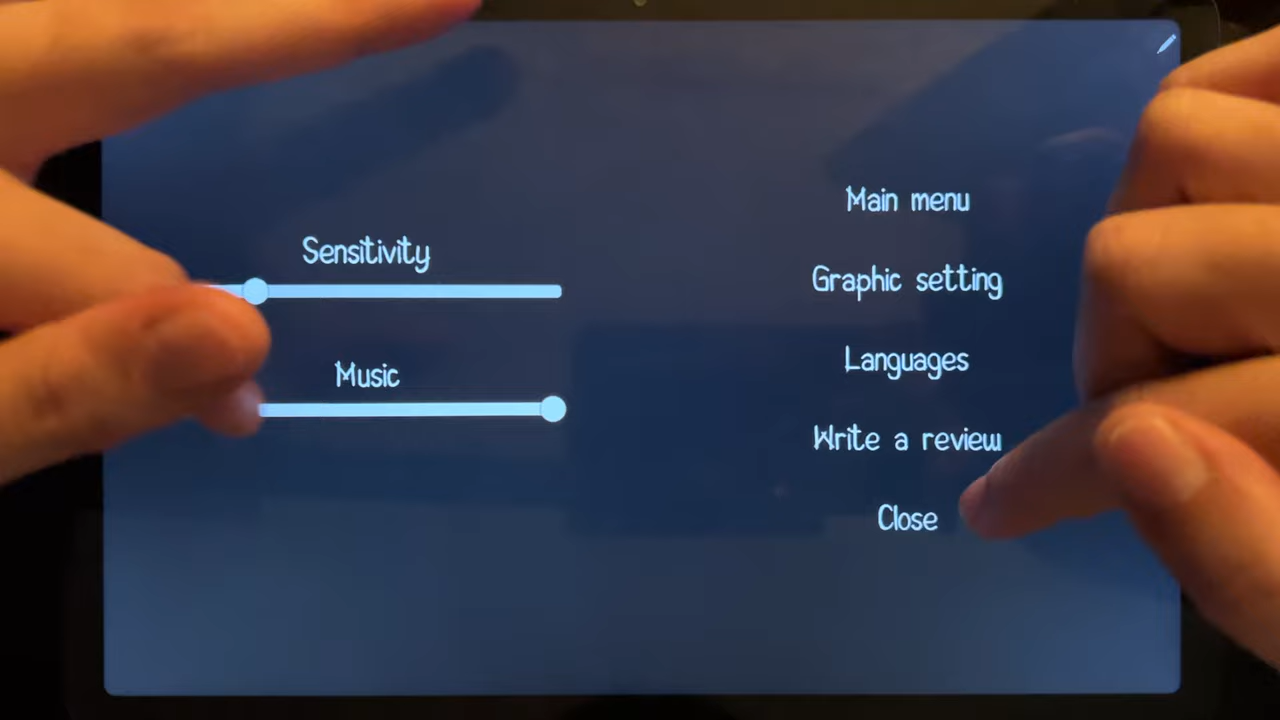 Sensitivity
Music
Main menu
Graphic setting
Languages
Write a review
Close